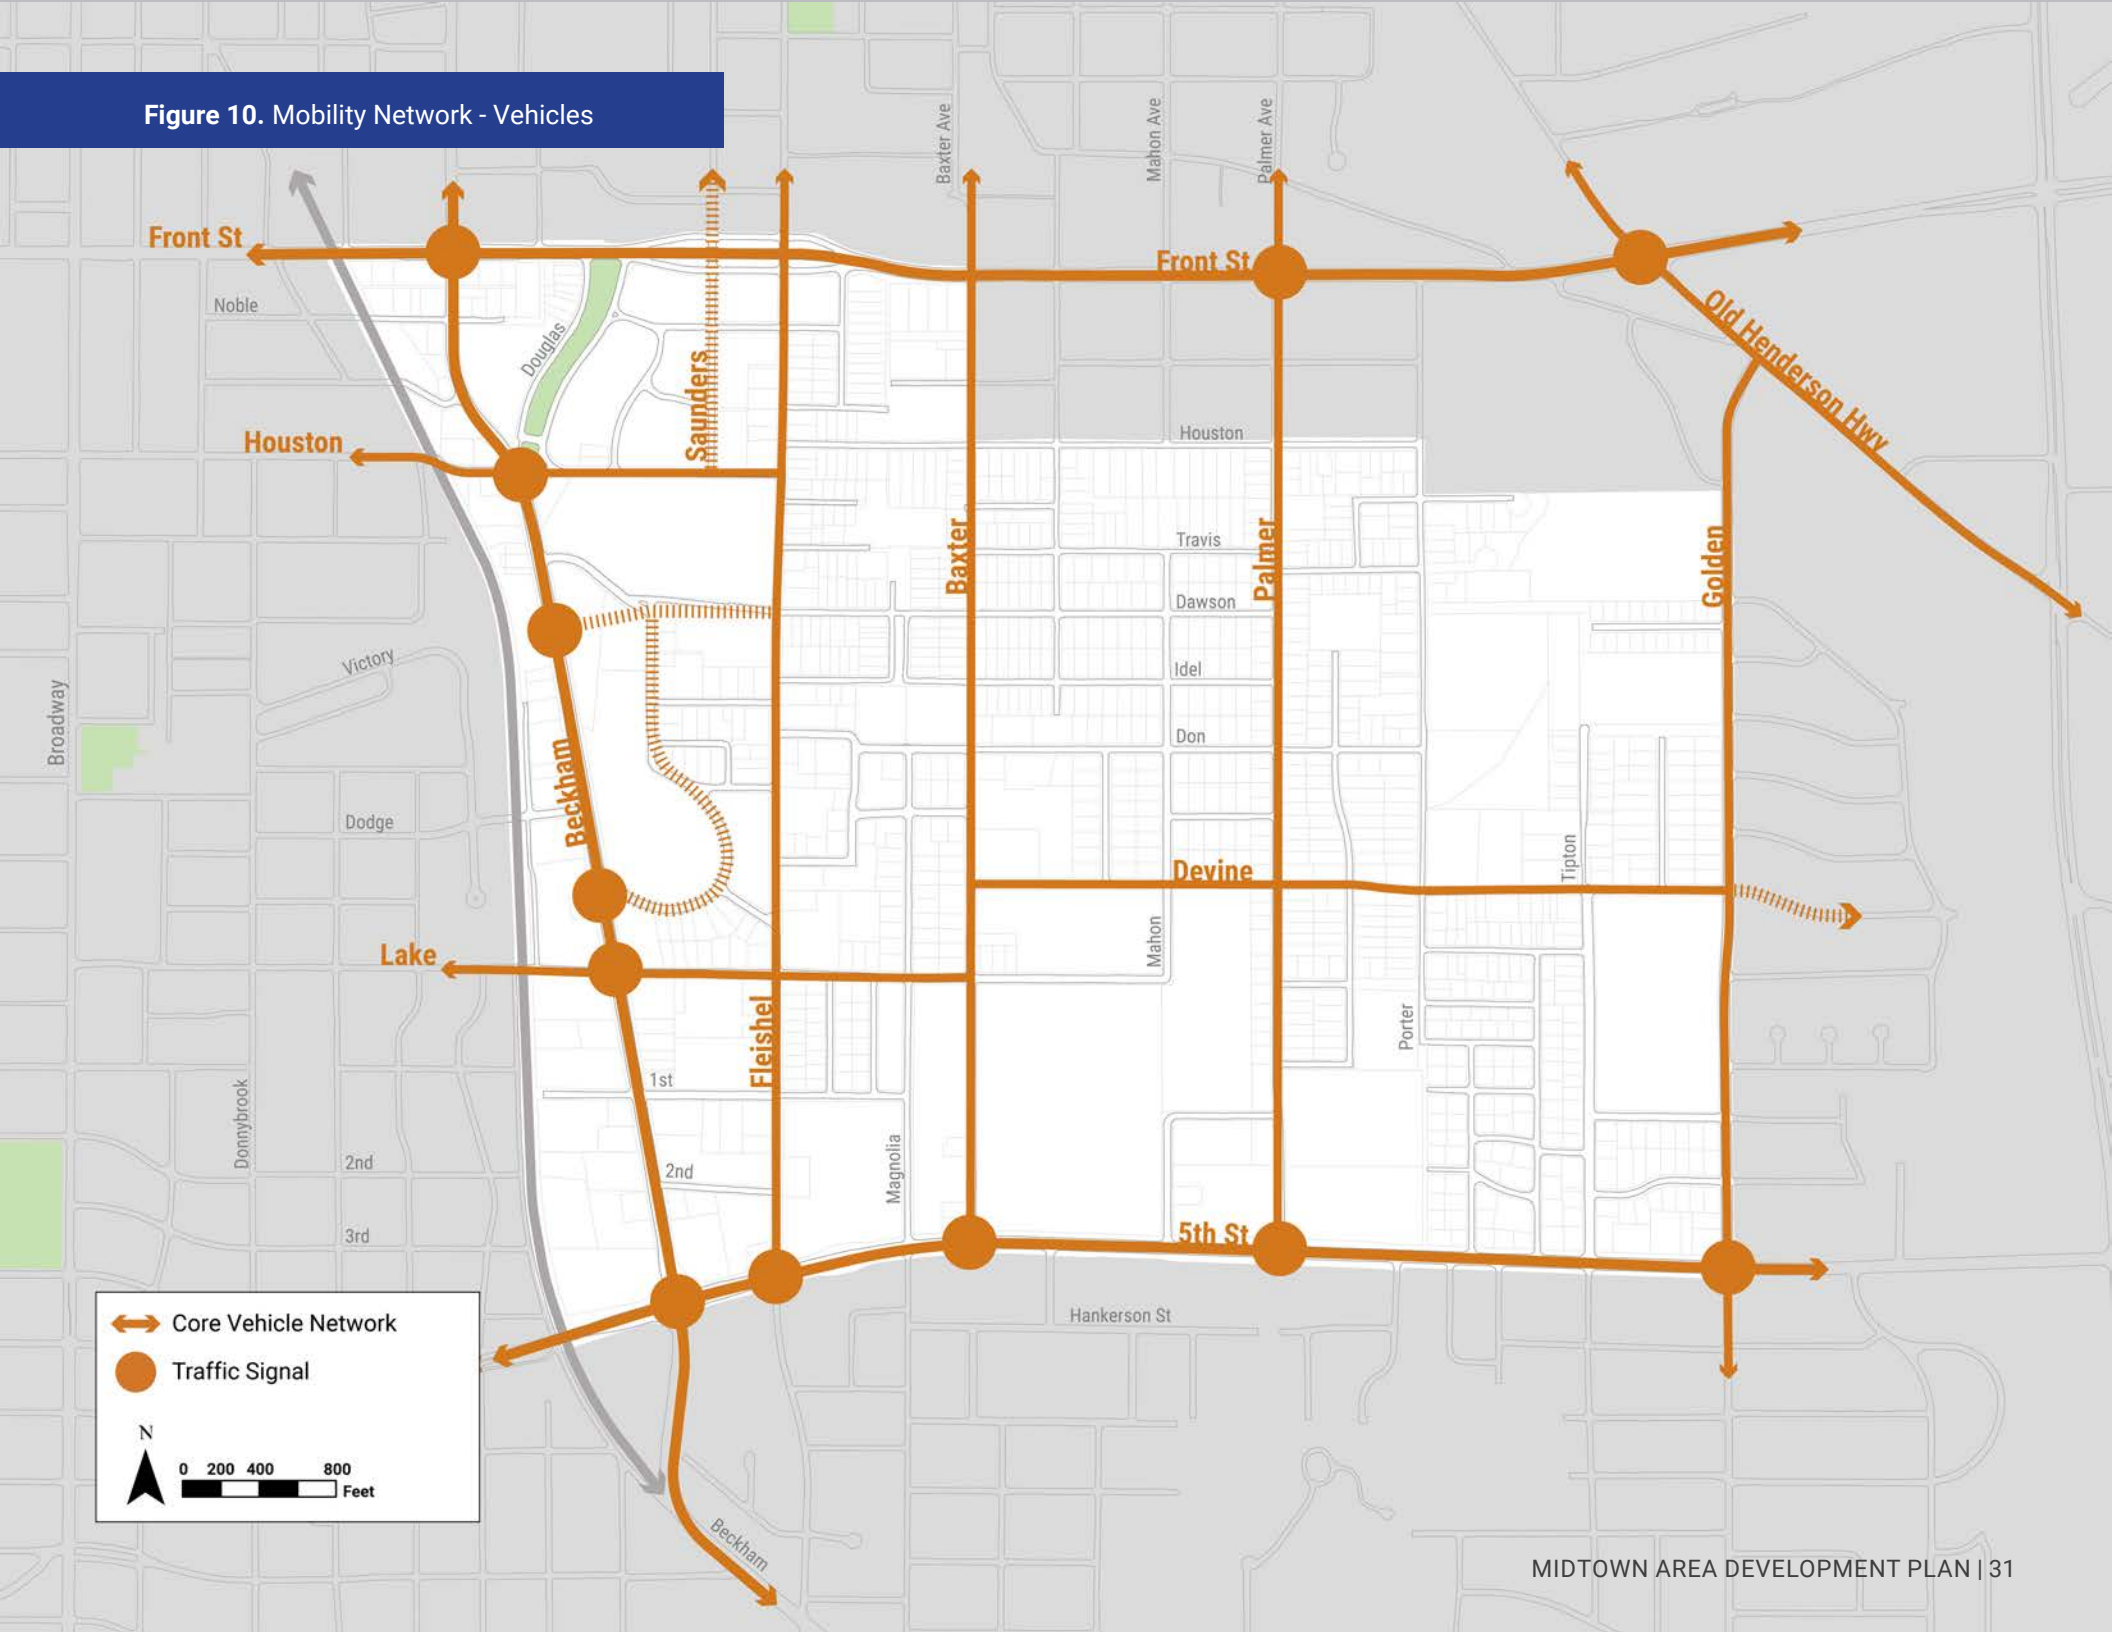 Figure 10. Mobility Network - Vehicles
Baxter Ave
Mahon Ave
Palmer Ave
Front St
Front St
Noble
Douglas
Saunders
Old Henderson Hwy
Houston
Houston
Baxter
Travis
Palmer
Golden
Dawson
Victory
Idel
Broadway
Don
Beckham
Dodge
Tipton
Devine
Lake
Mahon
Fleishel
Porter
1st
Donnybrook
Magnolia
2nd
2nd
3rd
5th St
Hankerson St
Core Vehicle Network
Traffic Signal
N
0 200 400 800
Feet
Beckham
MIDTOWN AREA DEVELOPMENT PLAN | 31